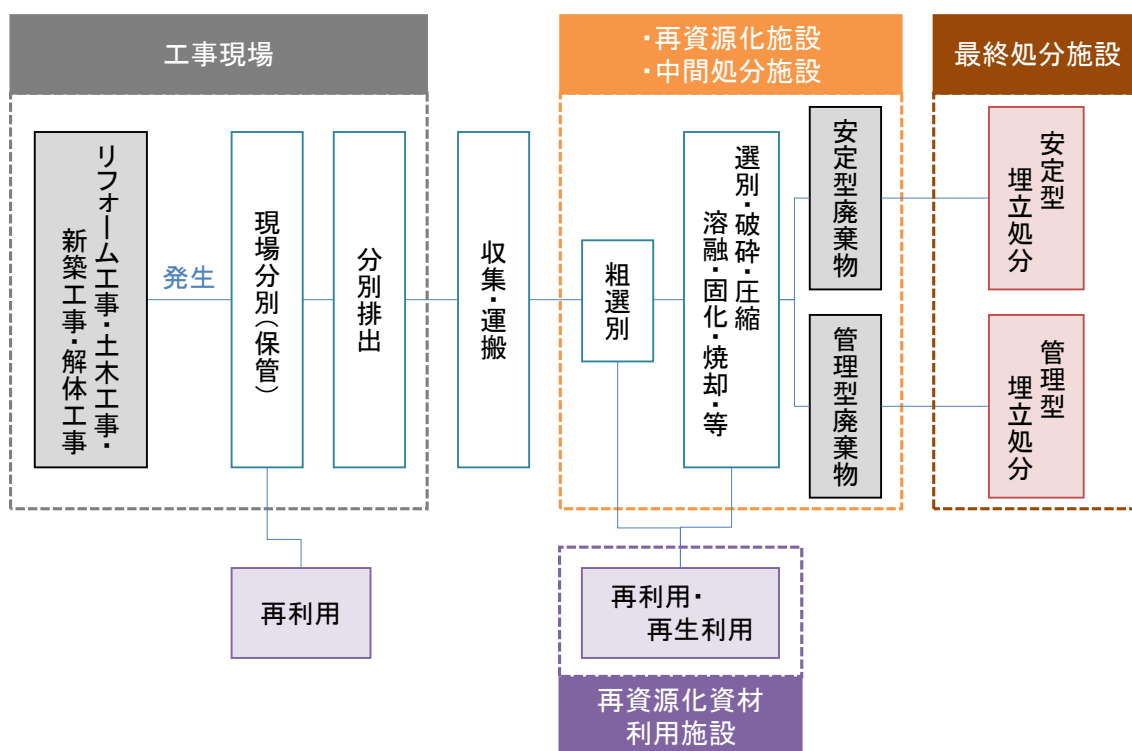 工事現場
・再資源化施設
・中間処分施設
最終処分施設
リフォーム工事・土木工事・
新築工事・解体工事
発生
現場分別(保管)
分別排出
収集・運搬
粗選別
選別・破砕・圧縮
溶融・固化・焼却・等
安定型廃棄物
管理型廃棄物
安定型
埋立処分
管理型
埋立処分
再利用
再利用・
再生利用
再資源化資材
利用施設